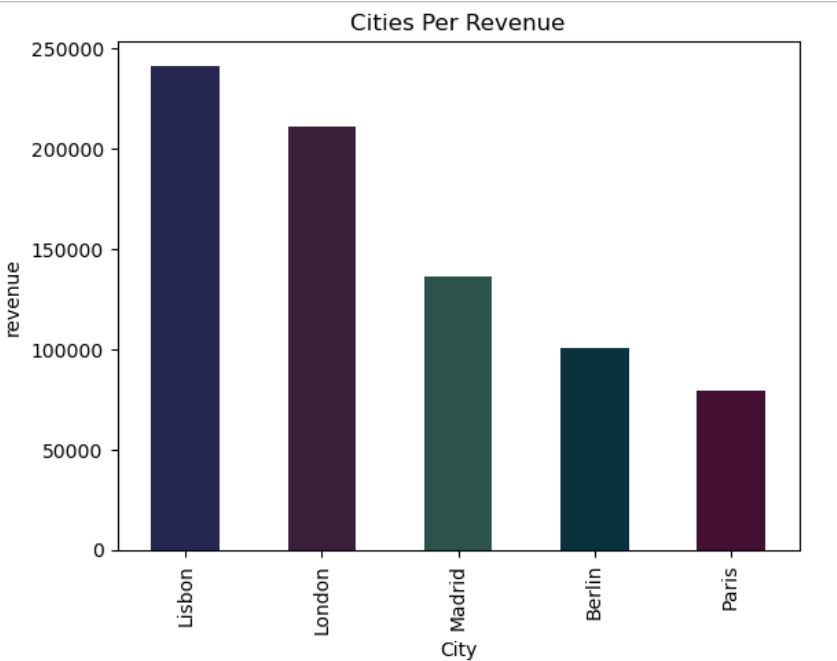 Cities Per Revenue
revenue
250000
200000
150000
100000
50000
0
Lisbon
London
Madrid
Berlin
Paris
City